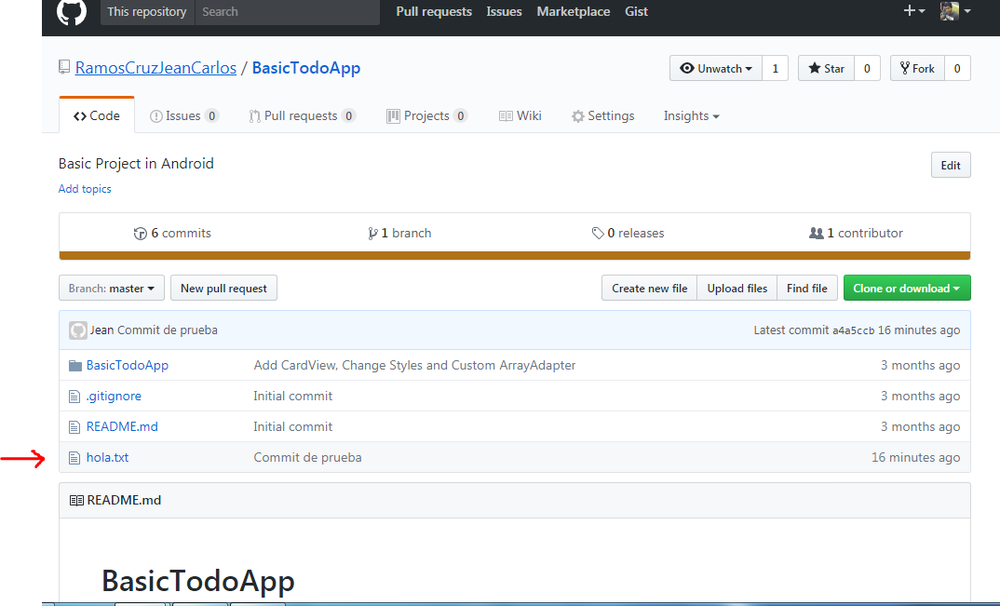 This repository Search Pull requests Issues Marketplace Gist
RamosCruzJeanCarlos / BasicTodoApp Unwatch 1 Star 0 Fork 0
Code Issues 0 Pull requests 0 Projects 0 Wiki Settings Insights
Basic Project in Android Edit
Add topics
6 commits 1 branch 0 releases 1 contributor
Branch: master New pull request Create new file Upload files Find file Clone or download
Jean Commit de prueba Latest commit a4a5ccb 16 minutes ago
BasicTodoApp Add CardView, Change Styles and Custom ArrayAdapter 3 months ago
.gitignore Initial commit 3 months ago
README.md Initial commit 3 months ago
hola.txt Commit de prueba 16 minutes ago
README.md
BasicTodoApp